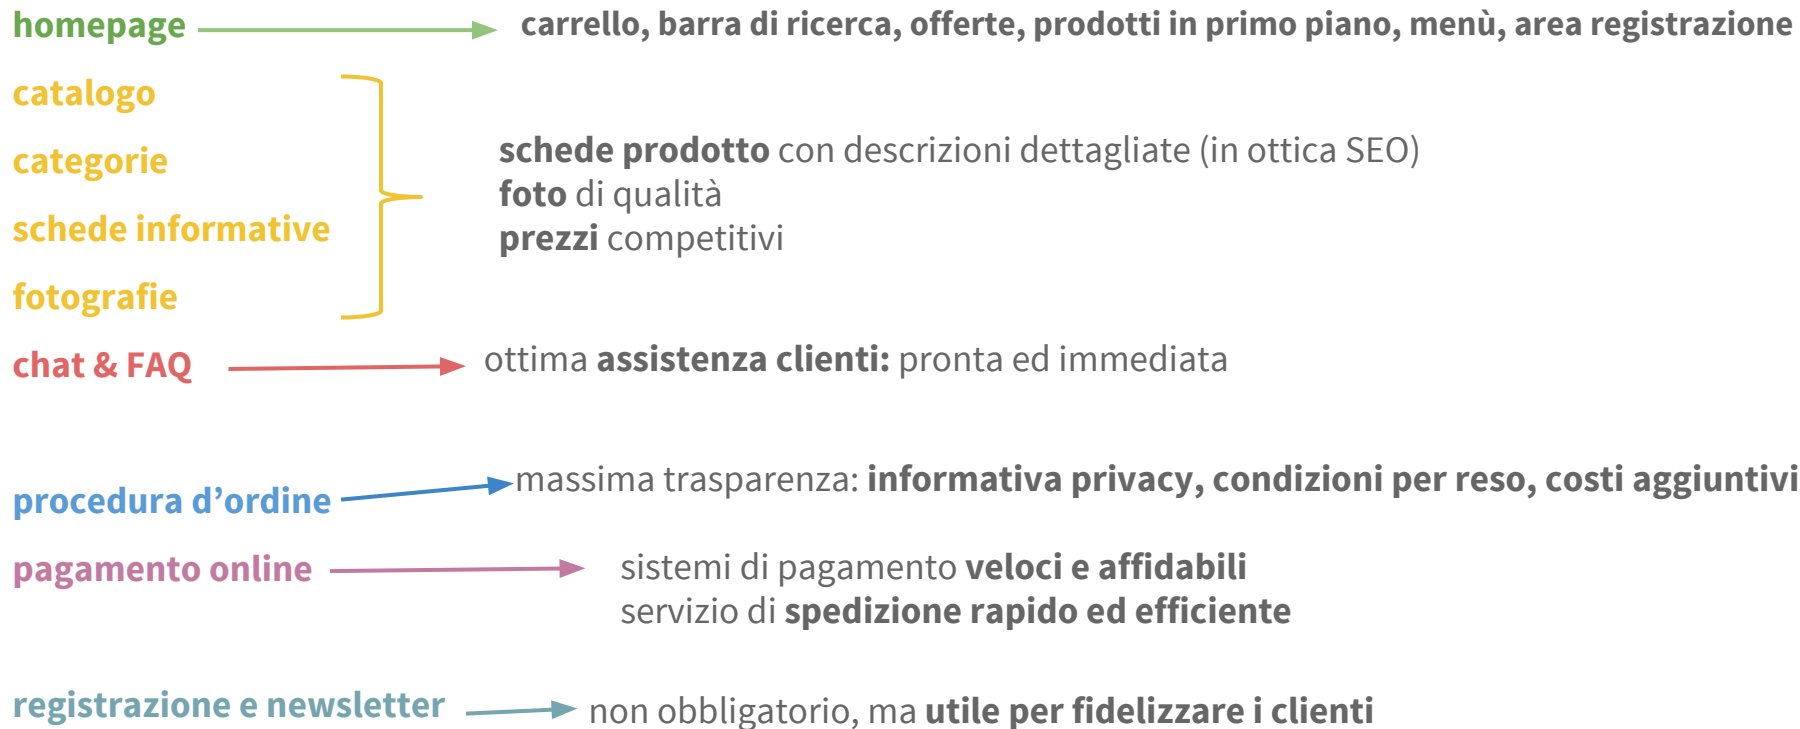 homepage
carrello, barra di ricerca, offerte, prodotti in primo piano, menù, area registrazione
catalogo
categorie
schede informative
fotografie
schede prodotto con descrizioni dettagliate (in ottica SEO)
foto di qualità
prezzi competitivi
chat & FAQ
ottima assistenza clienti: pronta ed immediata
procedura d’ordine
massima trasparenza: informativa privacy, condizioni per reso, costi aggiuntivi
pagamento online
sistemi di pagamento veloci e affidabili
servizio di spedizione rapido ed efficiente
registrazione e newsletter
non obbligatorio, ma utile per fidelizzare i clienti